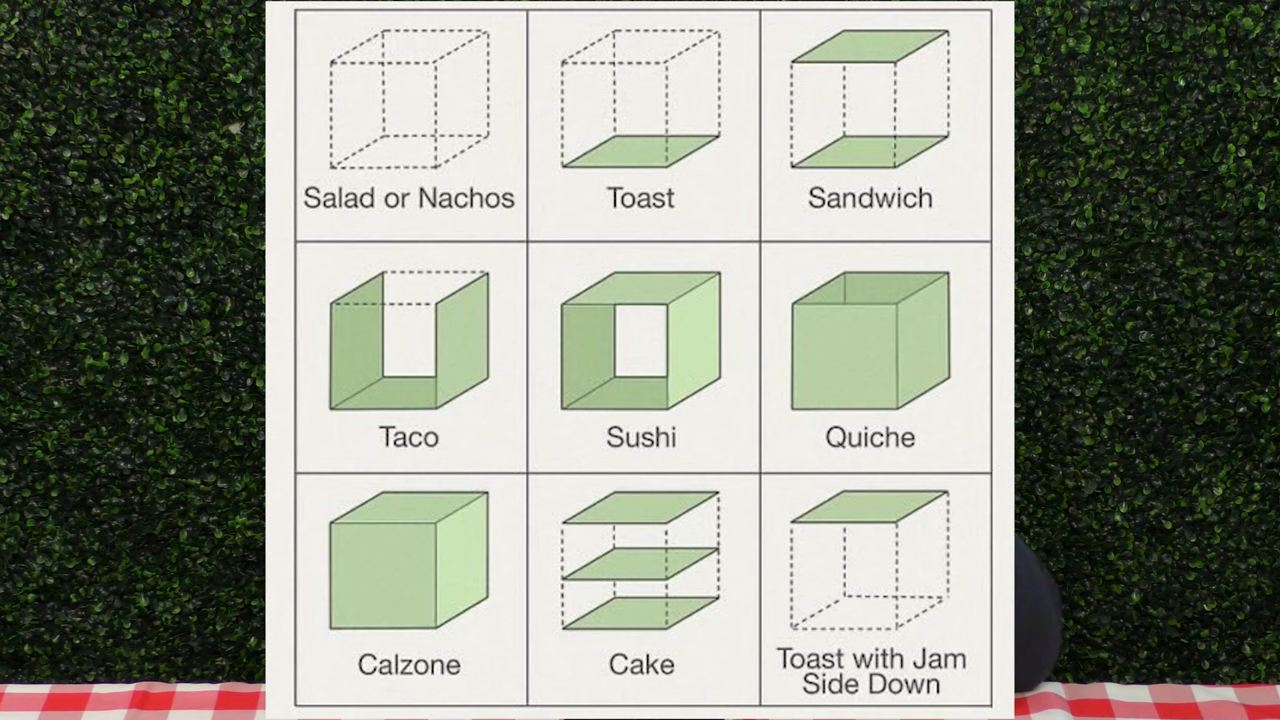 Salad or Nachos
Toast
Sandwich
Taco
Sushi
Quiche
Calzone
Cake
Toast with Jam
Side Down